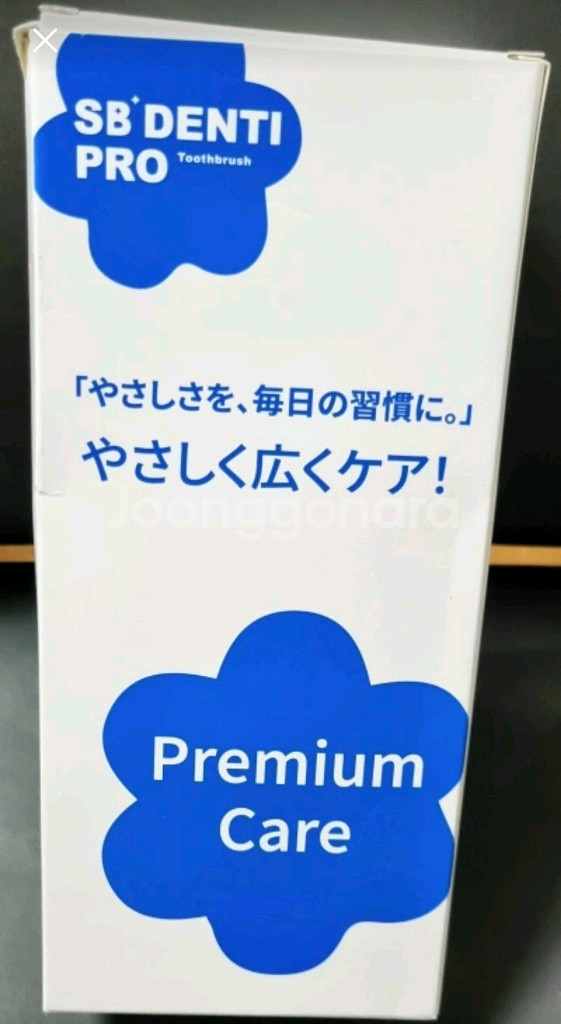 SB DENTI
PRO Toothbrush
「やさしさを、毎日の習慣に。」
やさしく広くケア!
Joonggonara
Premium
Care